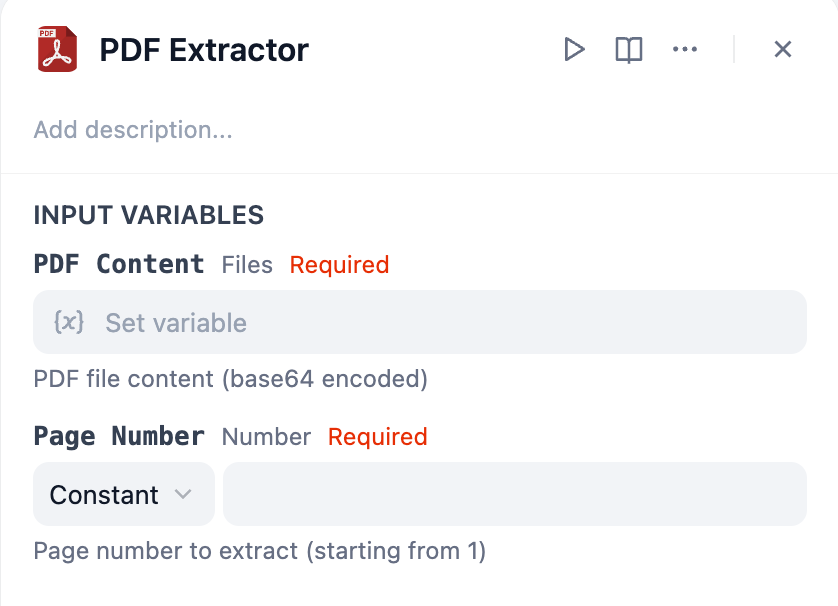 PDF
PDF Extractor
Add description...
INPUT VARIABLES
PDF Content Files Required
{x} Set variable
PDF file content (base64 encoded)
Page Number Number Required
Constant
Page number to extract (starting from 1)